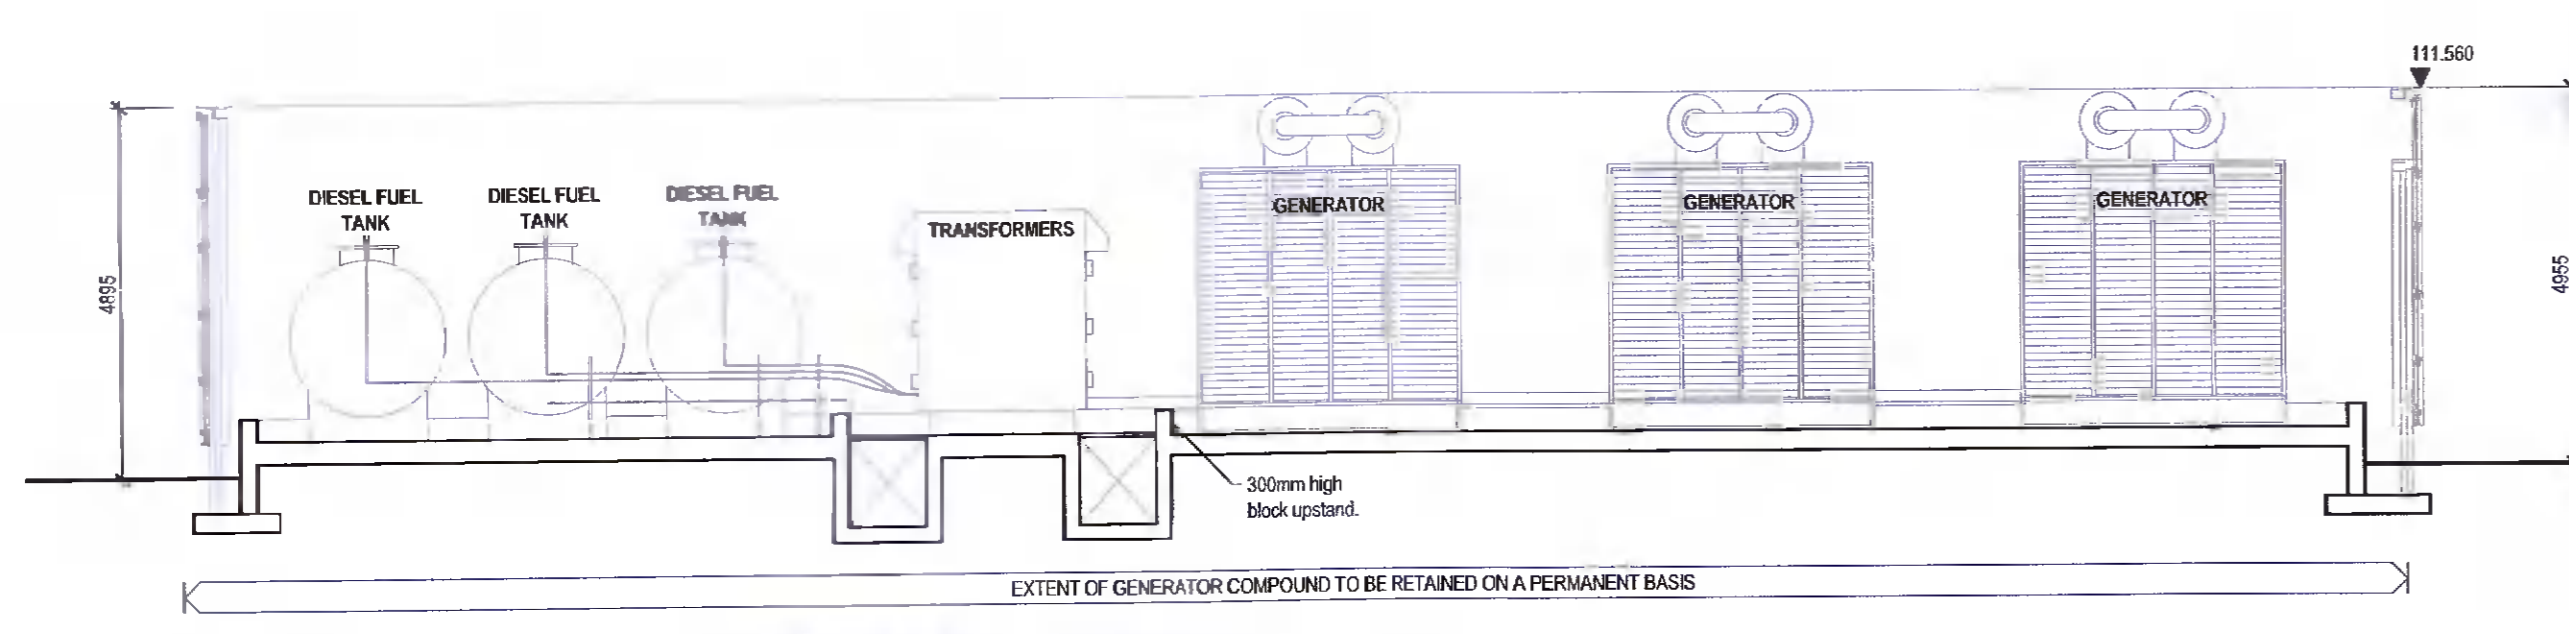 111.560
DIESEL FUEL
TANK
DIESEL FUEL
TANK
DIESEL FUEL
TANK
TRANSFORMERS
GENERATOR
GENERATOR
GENERATOR
4895
4955
300mm high
block upstand.
EXTENT OF GENERATOR COMPOUND TO BE RETAINED ON A PERMANENT BASIS